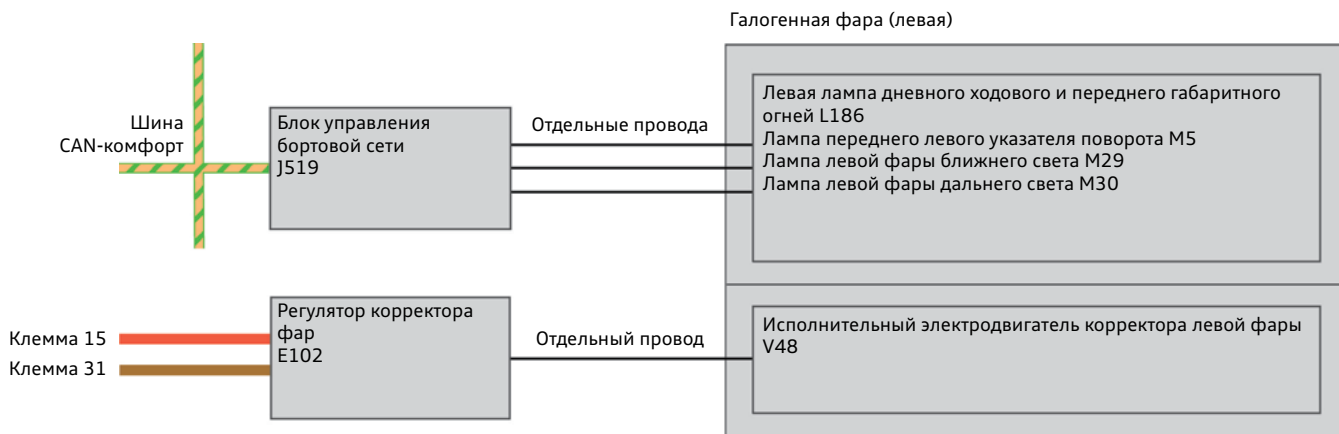 Галогенная фара (левая)
Шина
CAN-комфорт
Блок управления
бортовой сети
J519
Отдельные провода
Левая лампа дневного ходового и переднего габаритного
огней L186
Лампа переднего левого указателя поворота M5
Лампа левой фары ближнего света M29
Лампа левой фары дальнего света M30
Клемма 15
Клемма 31
Регулятор корректора
фар
E102
Отдельный провод
Исполнительный электродвигатель корректора левой фары
V48